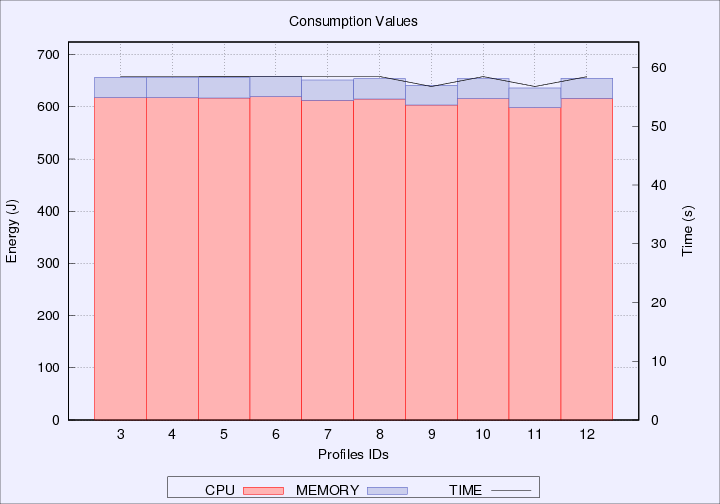 Consumption Values
700
600
500
400
300
200
100
0
Energy (J)
60
50
40
30
20
10
0
Time (s)
3 4 5 6 7 8 9 10 11 12
Profiles IDs
CPU MEMORY TIME